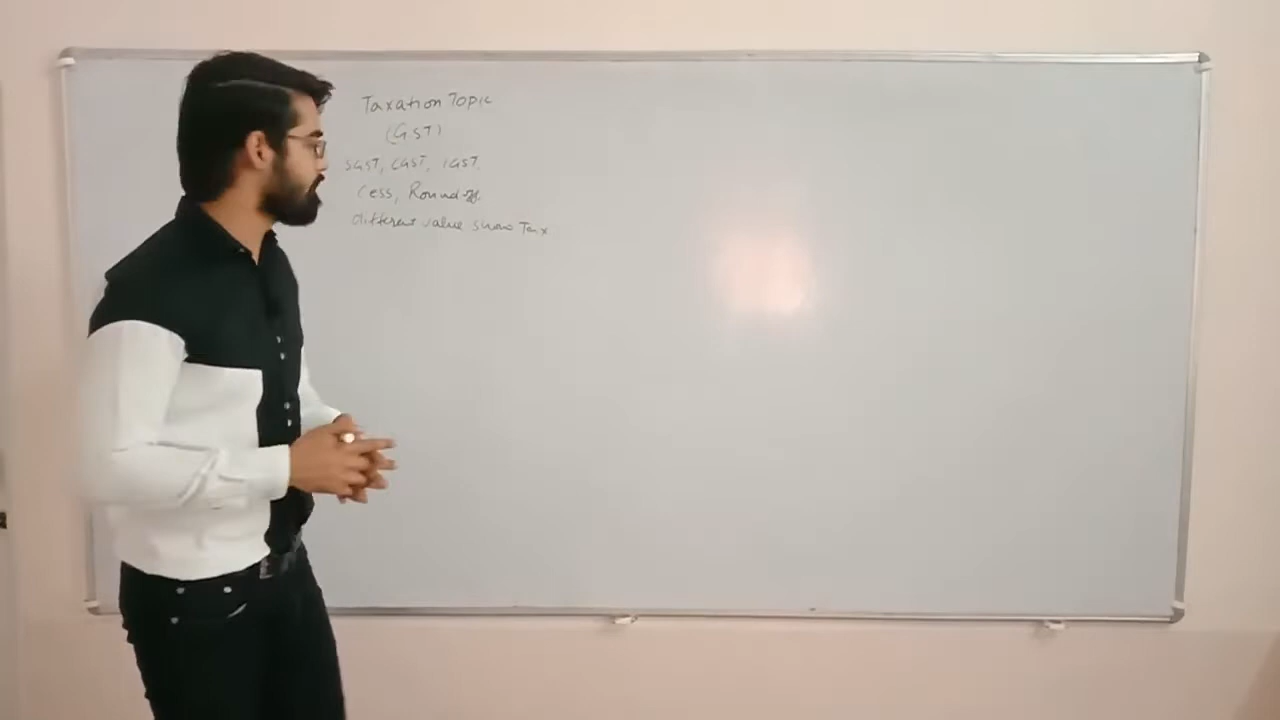 Taxation Topic
(GST)
SGST, CGST, IGST.
Cess, Round off
different value show Tax